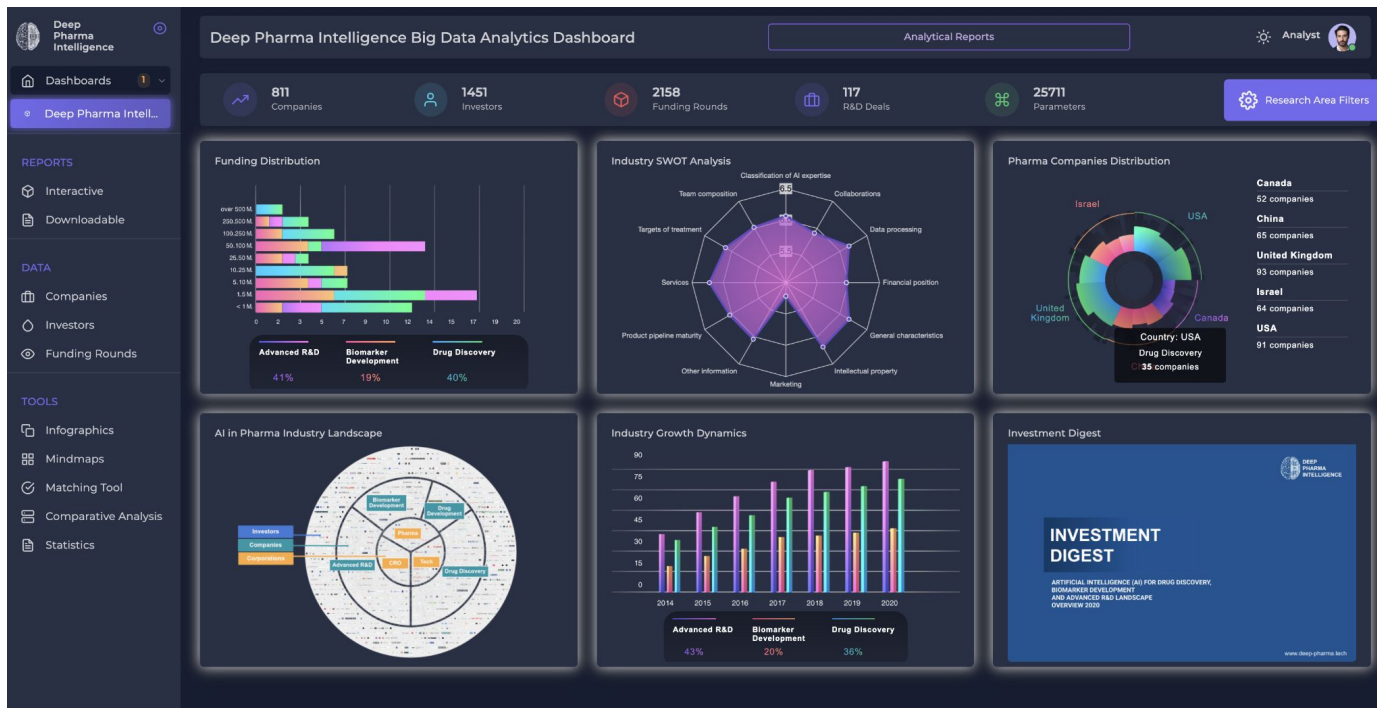 Deep
Pharma
Intelligence
Dashboards 1
Deep Pharma Intell...
REPORTS
Interactive
Downloadable
DATA
Companies
Investors
Funding Rounds
TOOLS
Infographics
Mindmaps
Matching Tool
Comparative Analysis
Statistics
Deep Pharma Intelligence Big Data Analytics Dashboard
Analytical Reports
Analyst
811
Companies
1451
Investors
2158
Funding Rounds
117
R&D Deals
25711
Parameters
Research Area Filters
Funding Distribution
over 500 M.
250.500 M.
100.250 M.
50.100 M.
25.50 M.
10.25 M.
5.10 M.
1.5 M.
< 1 M.
0 2 3 5 7 9 10 12 14 15 17 19 20
Advanced R&D
41%
Biomarker
Development
19%
Drug Discovery
40%
Industry SWOT Analysis
Classification of AI expertise
Team composition
Collaborations
Targets of treatment
Data processing
Services
Financial position
Product pipeline maturity
General characteristics
Other information
Intellectual property
Marketing
6.5
Pharma Companies Distribution
Israel
USA
United
Kingdom
Canada
Country: USA
Drug Discovery
35 companies
Canada
52 companies
China
65 companies
United Kingdom
93 companies
Israel
64 companies
USA
91 companies
AI in Pharma Industry Landscape
Investors
Companies
Corporations
Biomarker
Development
Drug
Development
Pharma
CRO
Tech
Advanced R&D
Drug Discovery
Industry Growth Dynamics
90
75
60
45
30
15
0
2014 2015 2016 2017 2018 2019 2020
Advanced R&D
43%
Biomarker
Development
20%
Drug Discovery
36%
Investment Digest
DEEP
PHARMA
INTELLIGENCE
INVESTMENT
DIGEST
ARTIFICIAL INTELLIGENCE (AI) FOR DRUG DISCOVERY,
BIOMARKER DEVELOPMENT
AND ADVANCED R&D LANDSCAPE
OVERVIEW 2020
www.deep-pharma.tech